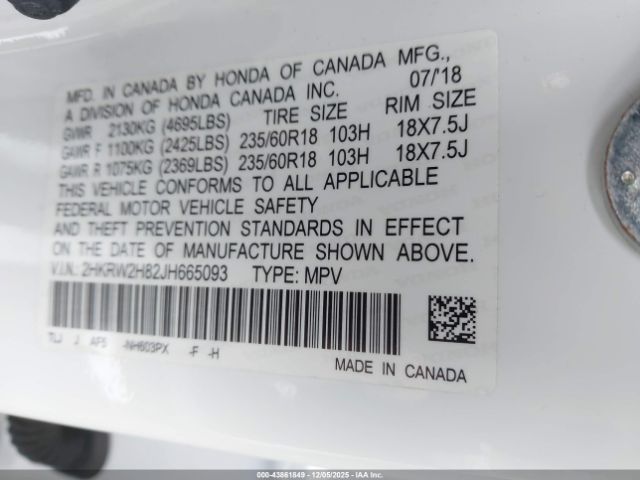 MFD. IN CANADA BY HONDA OF CANADA MFG.,
A DIVISION OF HONDA CANADA INC. 07/'18
TIRE SIZE RIM SIZE
GVWR 2130KG (4695LBS)
GAWR F 1100KG (2425LBS) 235/60R18 103H 18X7.5J
GAWR R 1075KG (2369LBS) 235/60R18 103H 18X7.5J
THIS VEHICLE CONFORMS TO ALL APPLICABLE
FEDERAL MOTOR VEHICLE SAFETY
AND THEFT PREVENTION STANDARDS IN EFFECT
ON THE DATE OF MANUFACTURE SHOWN ABOVE.
V.I.N.: 2HKRW2H82JH665093 TYPE: MPV
TLJ J AF5 -NH603PX -F -H
MADE IN CANADA
000-43861849 - 12/05/2025 - IAA Inc.